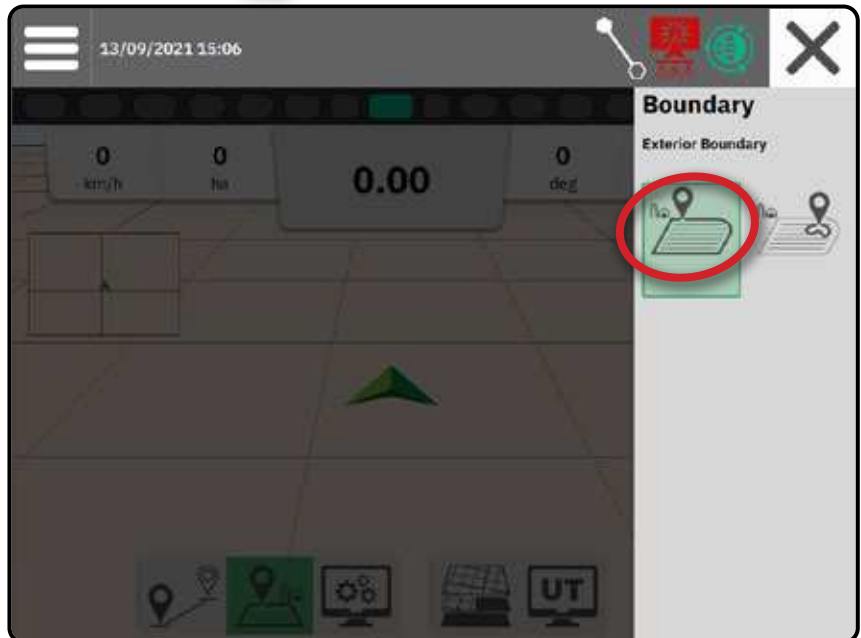 13/09/2021 15:06
Boundary
Exterior Boundary
0
km/h
0
ha
0.00
0
deg
UT